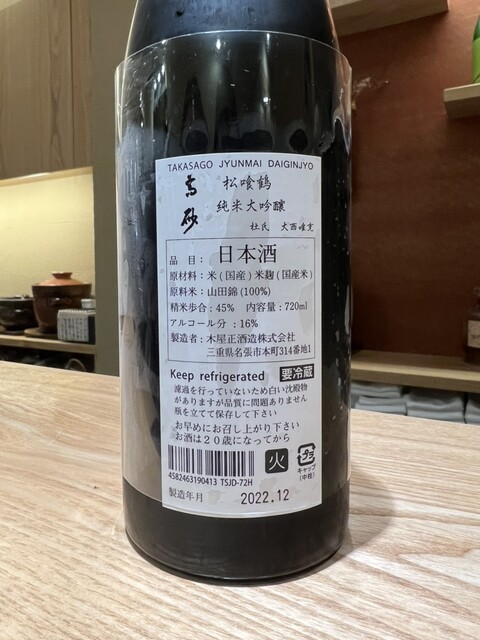 TAKASAGO JYUNMAI DAIGINJYO
高砂
松喰鶴
純米大吟醸
杜氏 大西唯克
品 目: 日本酒
原材料:米(国産)米麹(国産米)
原料米:山田錦(100%)
精米歩合:45% 内容量:720ml
アルコール分 :16%
製造者:木屋正酒造株式会社
三重県名張市本町314番地1
Keep refrigerated 要冷蔵
濾過を行っていないため白い沈殿物
がありますが品質に問題ありません
瓶を立てて保存して下さい
お早めにお召し上がり下さい
お酒は20歳になってから
火
プラ
キャップ
(中栓)
4582463190413 TSJD-72H
製造年月 2022.12